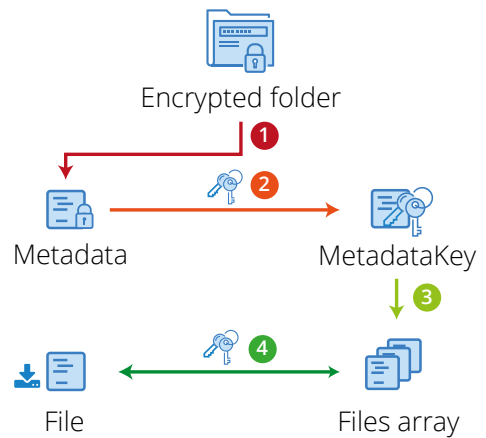 Encrypted folder
1
2
Metadata
MetadataKey
3
4
File
Files array